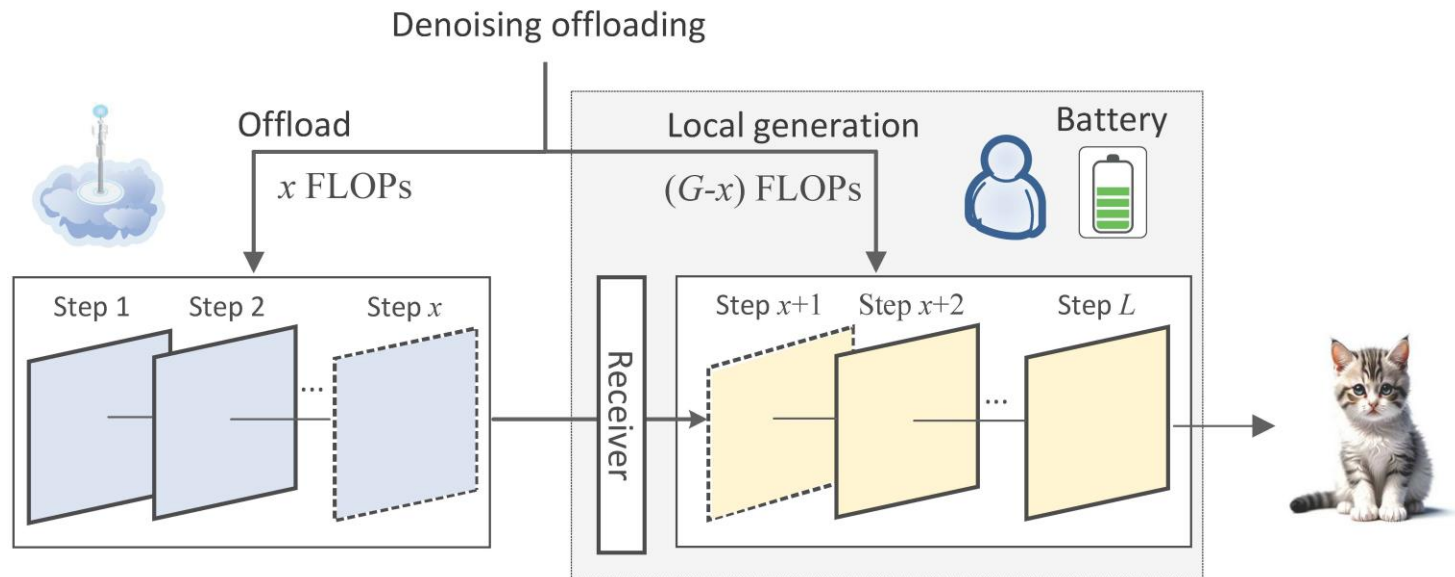 Denoising offloading
Offload
Local generation
Battery
x FLOPs
(G-x) FLOPs
Step 1
Step 2
Step x
...
Receiver
Step x+1
Step x+2
Step L
...